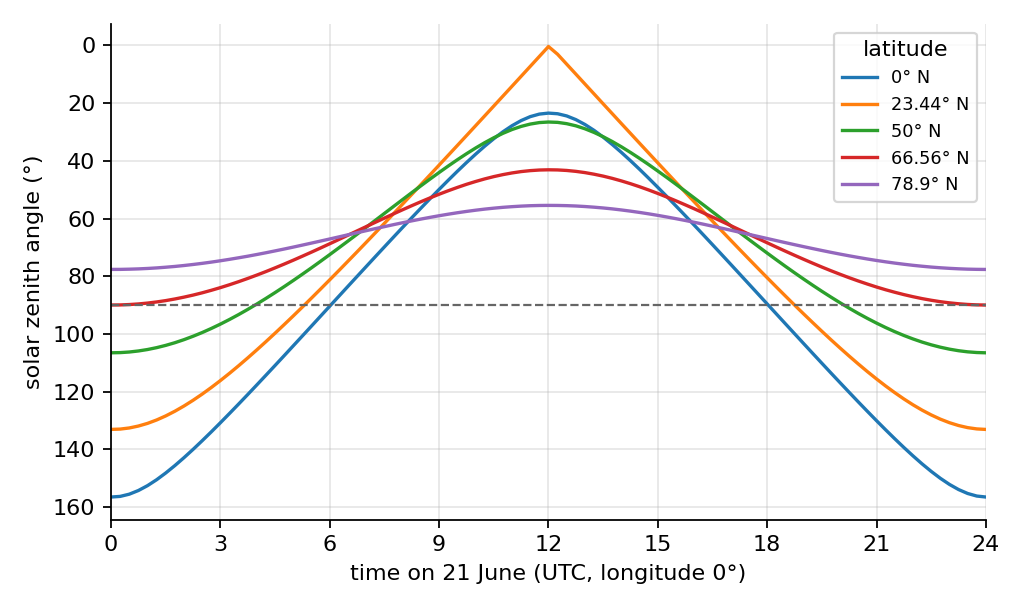 latitude
0° N
23.44° N
50° N
66.56° N
78.9° N
solar zenith angle (°)
0
20
40
60
80
100
120
140
160
0 3 6 9 12 15 18 21 24
time on 21 June (UTC, longitude 0°)